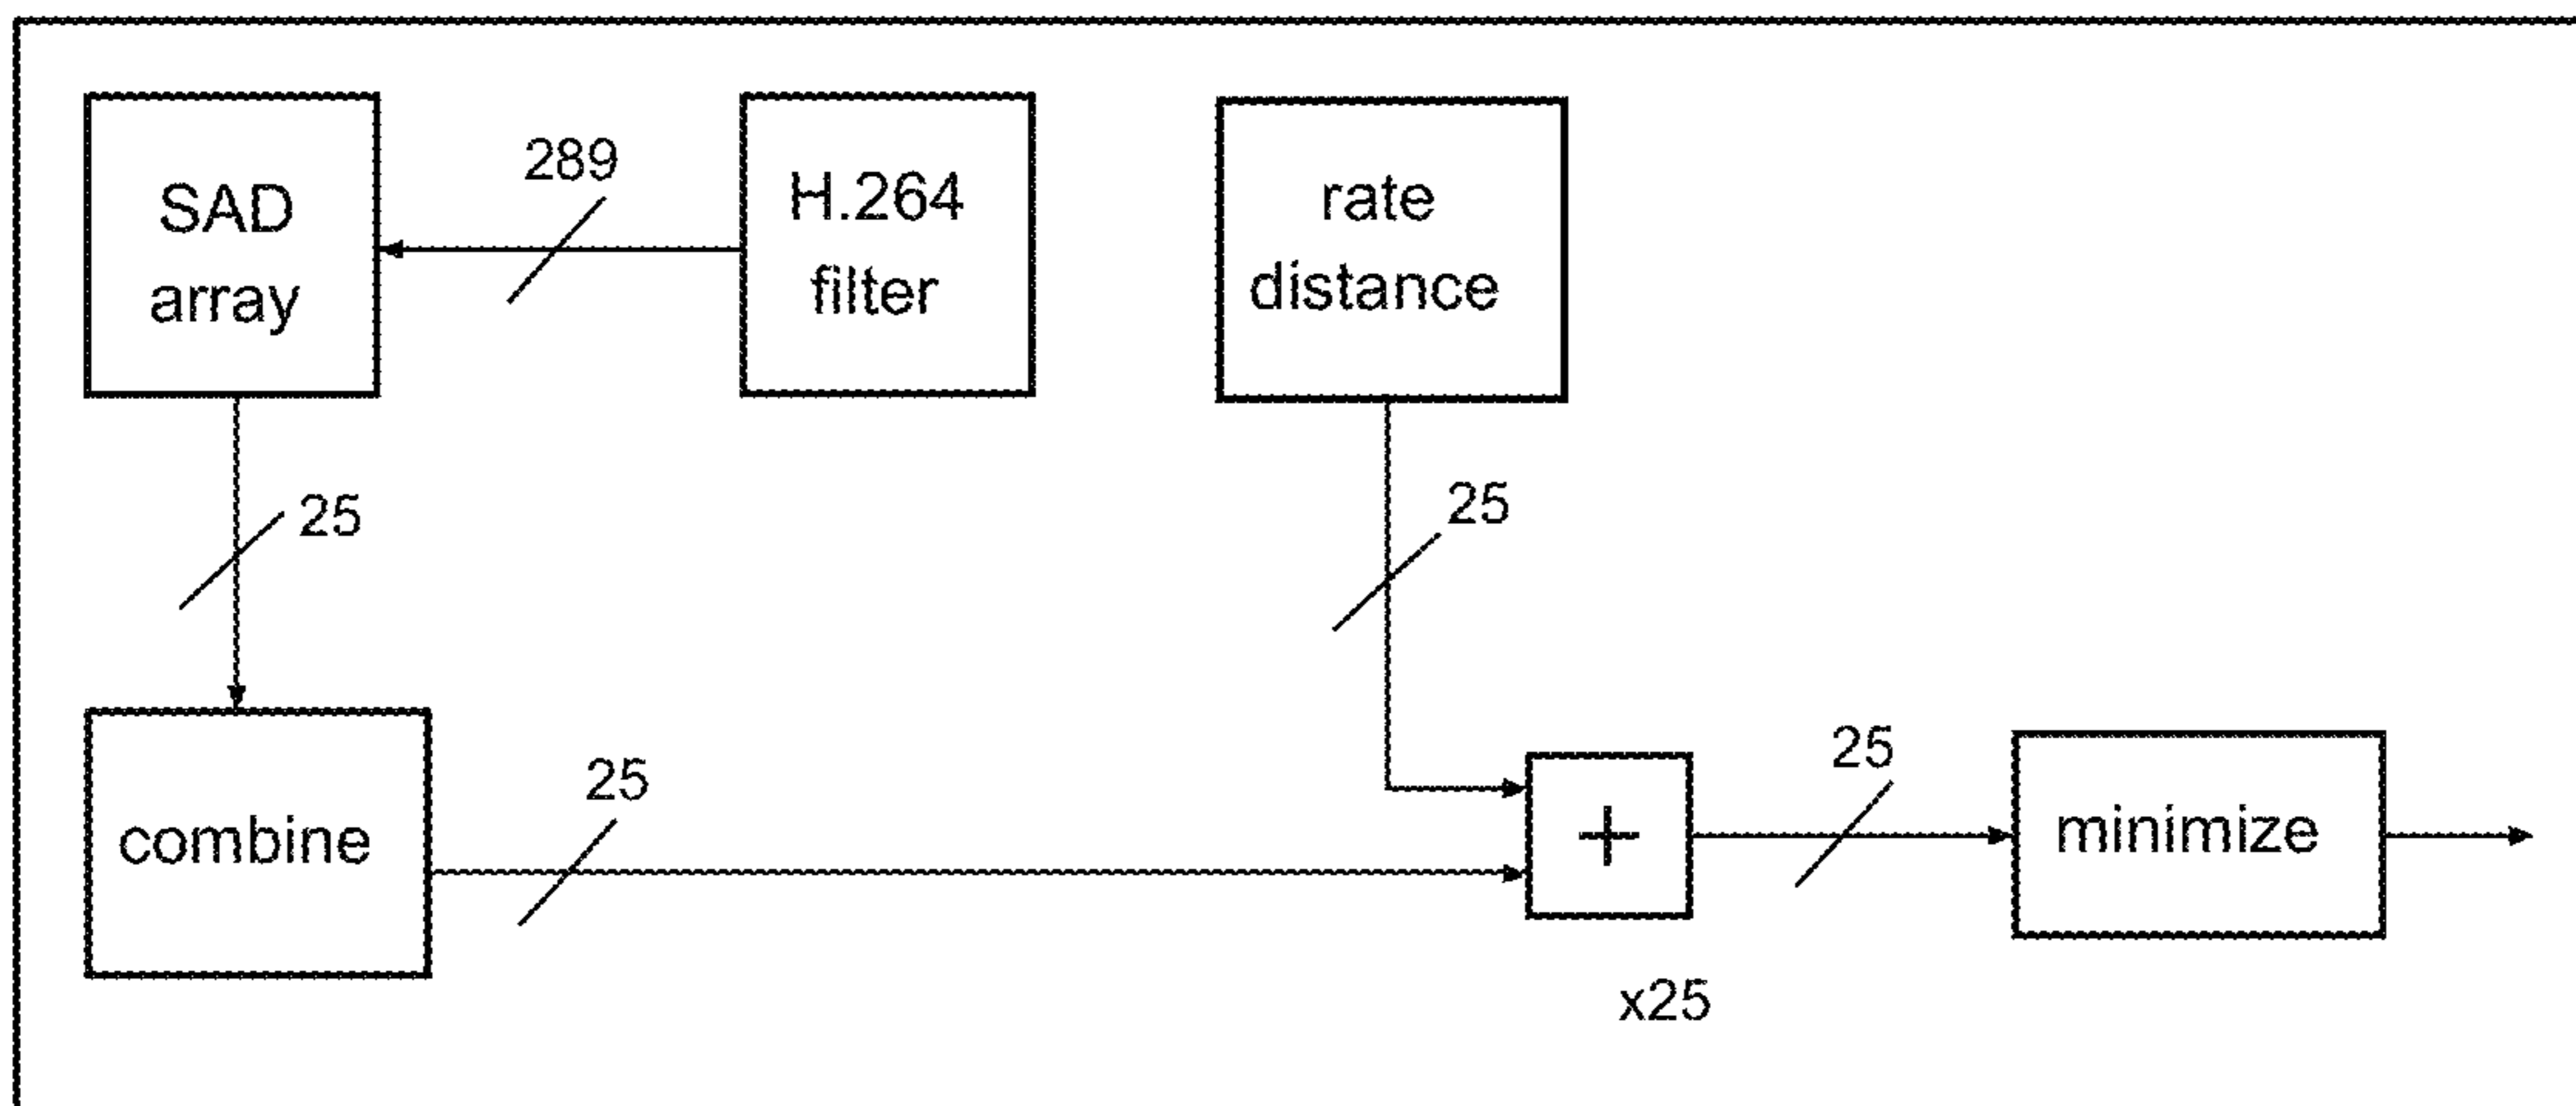 SAD
array
289
H.264
filter
rate
distance
25
25
combine
25
+
x25
25
minimize